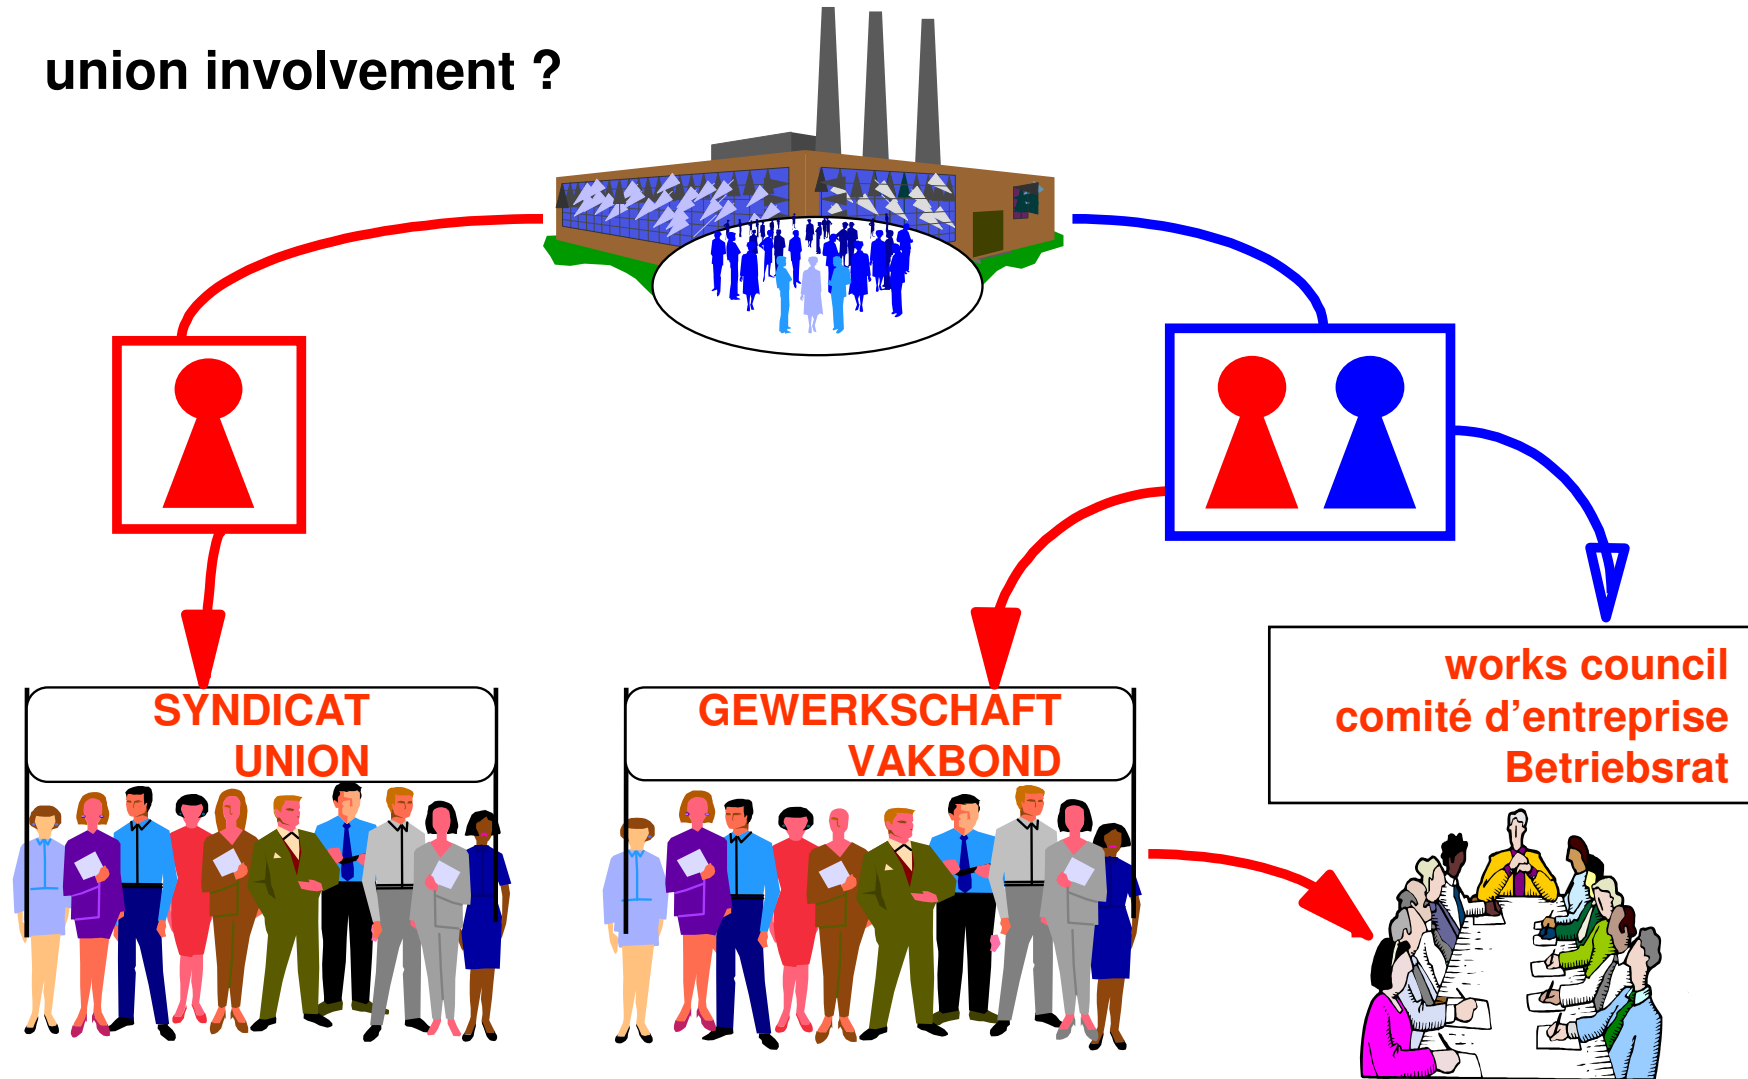 union involvement ?
SYNDICAT
UNION
GEWERKSCHAFT
VAKBOND
works council
comité d’entreprise
Betriebsrat